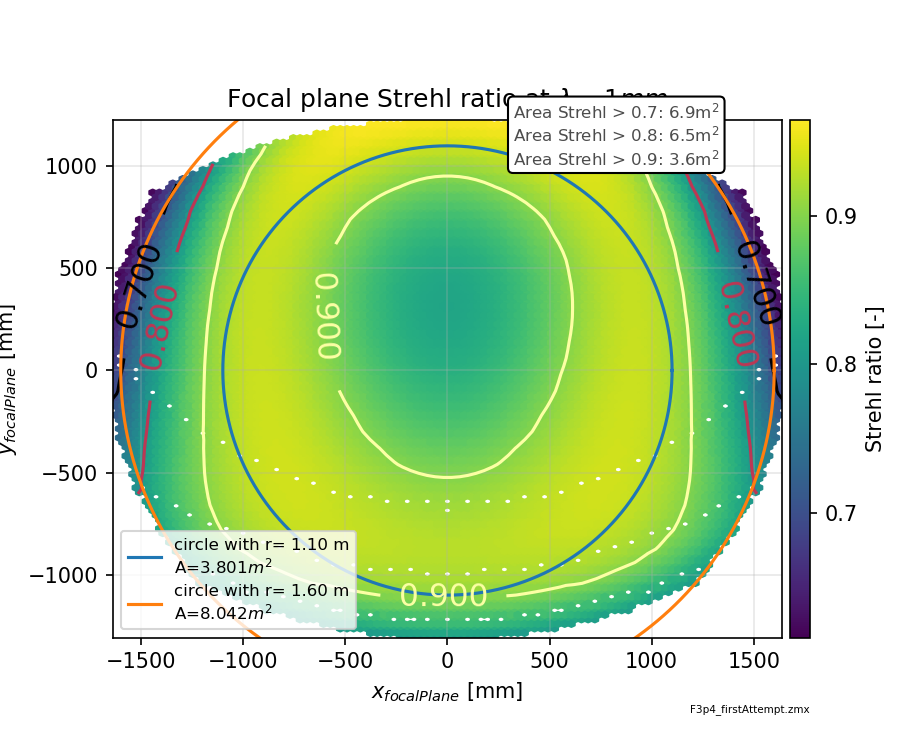 Focal plane Strehl ratio at λ = 1mm
Area Strehl > 0.7: 6.9m²
Area Strehl > 0.8: 6.5m²
Area Strehl > 0.9: 3.6m²
1000
500
0
−500
−1000
y_focalPlane [mm]
0.700
0.800
0.900
0.700
0.800
0.900
circle with r= 1.10 m
A=3.801m²
circle with r= 1.60 m
A=8.042m²
−1500 −1000 −500 0 500 1000 1500
x_focalPlane [mm]
0.9
0.8
0.7
Strehl ratio [-]
F3p4_firstAttempt.zmx